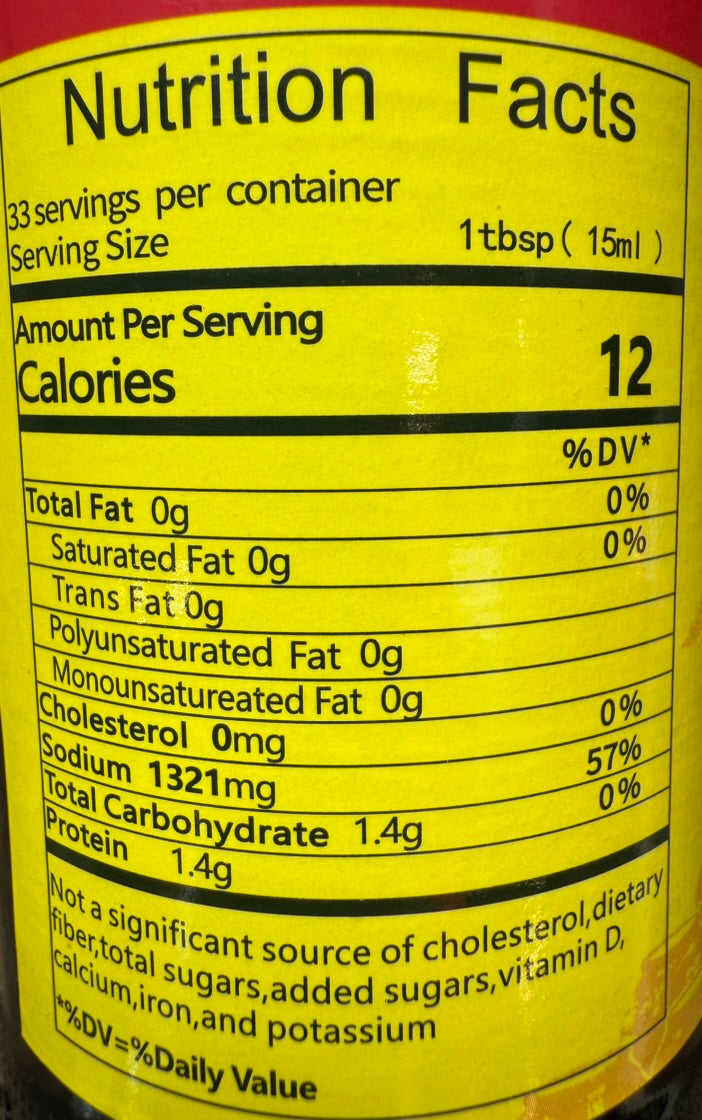 Nutrition Facts
33 servings per container
Serving Size 1tbsp( 15ml )
Amount Per Serving
Calories 12
%DV*
Total Fat 0g 0%
Saturated Fat 0g 0%
Trans Fat 0g
Polyunsaturated Fat 0g
Monounsatureated Fat 0g
Cholesterol 0mg 0%
Sodium 1321mg 57%
Total Carbohydrate 1.4g 0%
Protein 1.4g
Not a significant source of cholesterol,dietary
fiber,total sugars,added sugars,vitamin D,
calcium,iron,and potassium
*%DV=%Daily Value